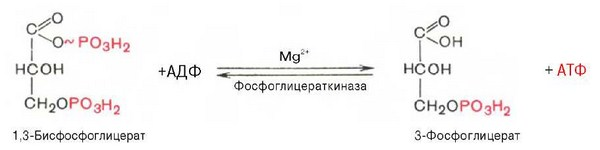 O
C
O~PO₃H₂
HCOH
CH₂OPO₃H₂
1,3-Бисфосфоглицерат
+АДФ
Mg²⁺
Фосфоглицераткиназа
O
C
OH
HCOH
CH₂OPO₃H₂
3-Фосфоглицерат
+ АТФ